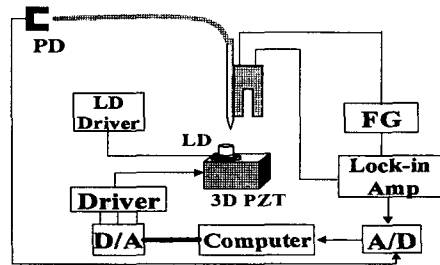 PD
LD
Driver
LD
FG
3D PZT
Lock-in
Amp
Driver
D/A
Computer
A/D